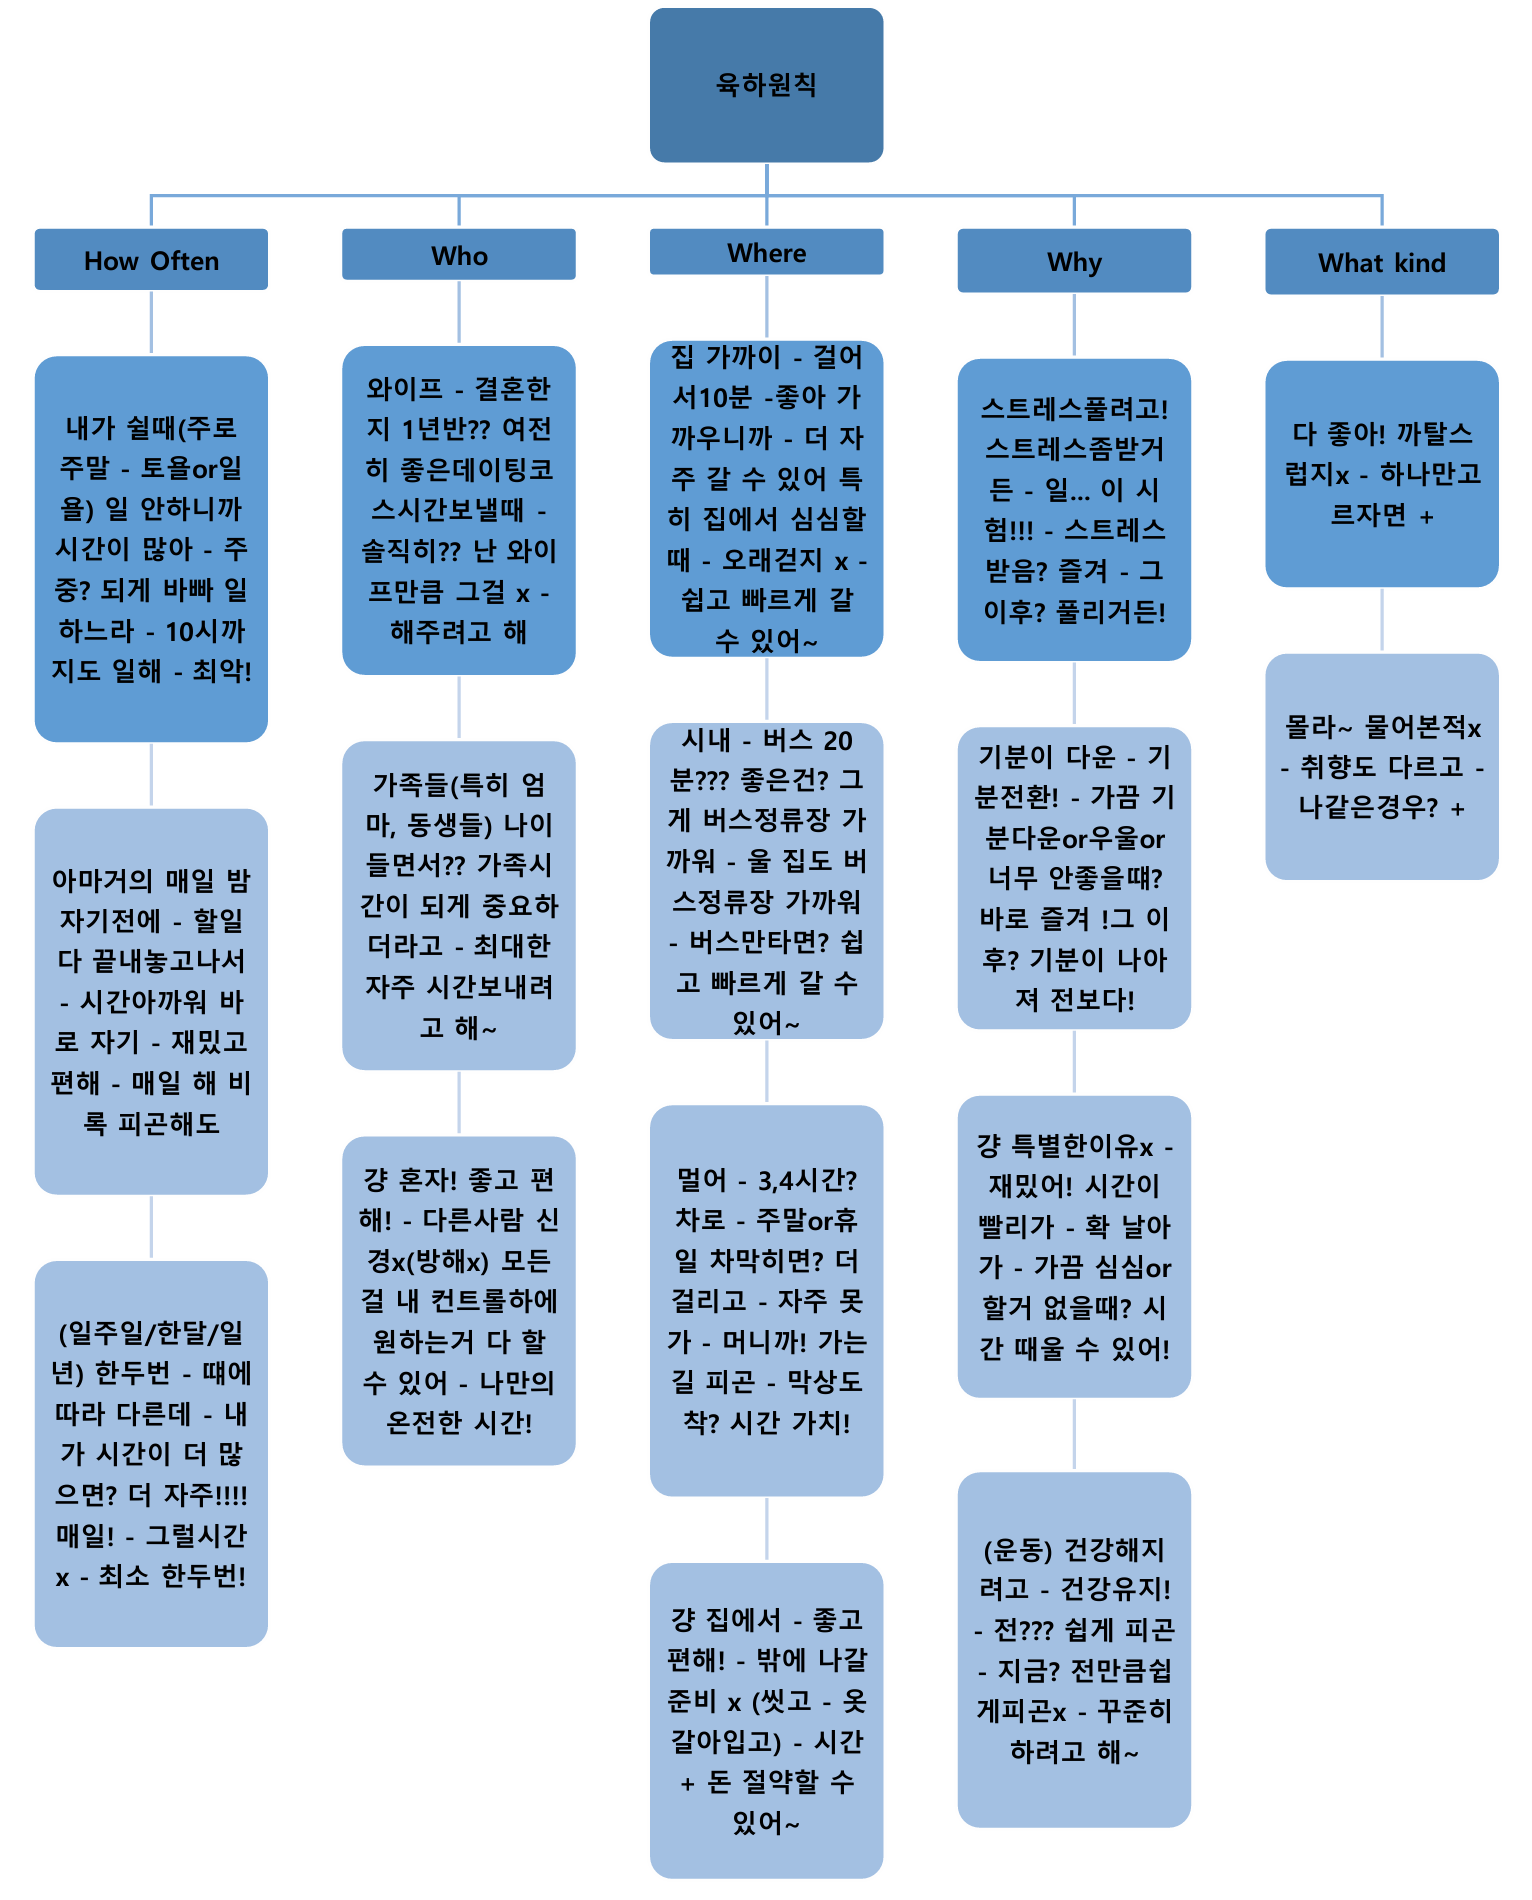 육하원칙
How Often
내가 쉴때(주로
주말 - 토욜or일
욜) 일 안하니까
시간이 많아 - 주
중? 되게 바빠 일
하느라 - 10시까
지도 일해 - 최악!
아마거의 매일 밤
자기전에 - 할일
다 끝내놓고나서
- 시간아까워 바
로 자기 - 재밌고
편해 - 매일 해 비
록 피곤해도
(일주일/한달/일
년) 한두번 - 떄에
따라 다른데 - 내
가 시간이 더 많
으면? 더 자주!!!!
매일! - 그럴시간
x - 최소 한두번!
Who
와이프 - 결혼한
지 1년반?? 여전
히 좋은데이팅코
스시간보낼때 -
솔직히?? 난 와이
프만큼 그걸 x -
해주려고 해
가족들(특히 엄
마, 동생들) 나이
들면서?? 가족시
간이 되게 중요하
더라고 - 최대한
자주 시간보내려
고 해~
걍 혼자! 좋고 편
해! - 다른사람 신
경x(방해x) 모든
걸 내 컨트롤하에
원하는거 다 할
수 있어 - 나만의
온전한 시간!
Where
집 가까이 - 걸어
서10분 -좋아 가
까우니까 - 더 자
주 갈 수 있어 특
히 집에서 심심할
때 - 오래걷지 x -
쉽고 빠르게 갈
수 있어~
시내 - 버스 20
분??? 좋은건? 그
게 버스정류장 가
까워 - 울 집도 버
스정류장 가까워
- 버스만타면? 쉽
고 빠르게 갈 수
있어~
멀어 - 3,4시간?
차로 - 주말or휴
일 차막히면? 더
걸리고 - 자주 못
가 - 머니까! 가는
길 피곤 - 막상도
착? 시간 가치!
걍 집에서 - 좋고
편해! - 밖에 나갈
준비 x (씻고 - 옷
갈아입고) - 시간
+ 돈 절약할 수
있어~
Why
스트레스풀려고!
스트레스좀받거
든 - 일... 이 시
험!!! - 스트레스
받음? 즐겨 - 그
이후? 풀리거든!
기분이 다운 - 기
분전환! - 가끔 기
분다운or우울or
너무 안좋을떄?
바로 즐겨 !그 이
후? 기분이 나아
져 전보다!
걍 특별한이유x -
재밌어! 시간이
빨리가 - 확 날아
가 - 가끔 심심or
할거 없을때? 시
간 때울 수 있어!
(운동) 건강해지
려고 - 건강유지!
- 전??? 쉽게 피곤
- 지금? 전만큼쉽
게피곤x - 꾸준히
하려고 해~
What kind
다 좋아! 까탈스
럽지x - 하나만고
르자면 +
몰라~ 물어본적x
- 취향도 다르고 -
나같은경우? +